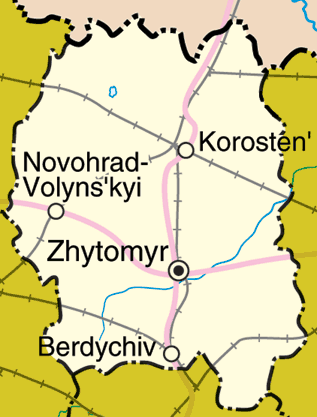 Korosten'
Novohrad-
Volyns'kyi
Zhytomyr
Berdychiv